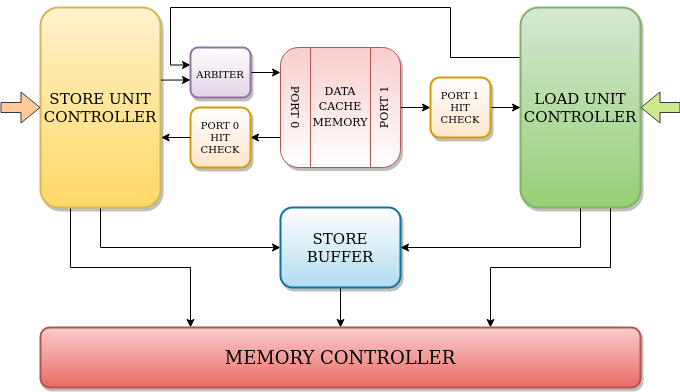 STORE UNIT
CONTROLLER
ARBITER
PORT 0
HIT
CHECK
PORT 0
DATA
CACHE
MEMORY
PORT 1
PORT 1
HIT
CHECK
LOAD UNIT
CONTROLLER
STORE
BUFFER
MEMORY CONTROLLER